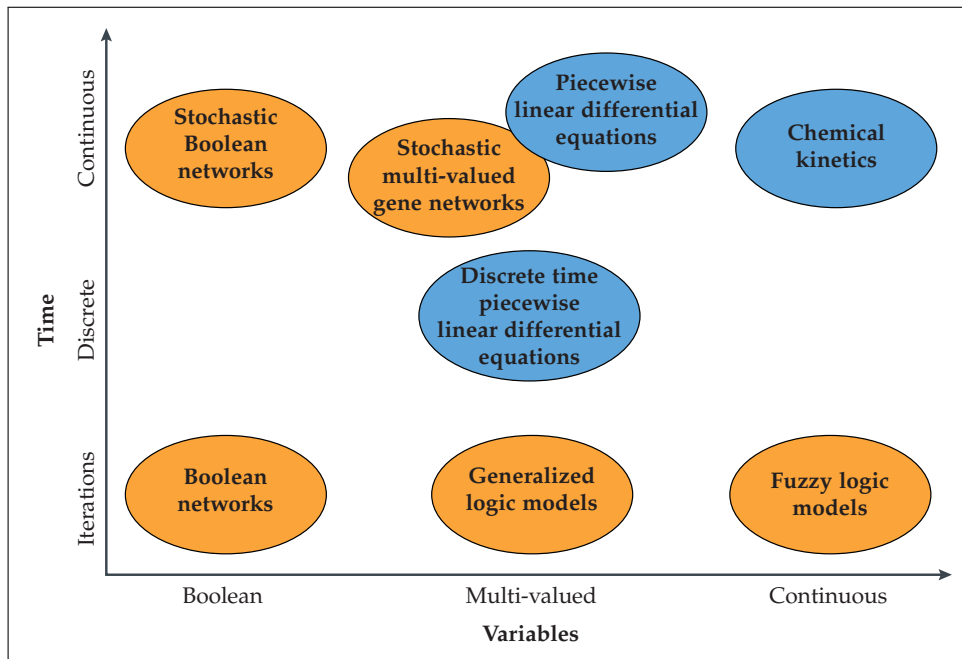 Continuous
Discrete
Iterations
Time
Stochastic
Boolean
networks
Stochastic
multi-valued
gene networks
Piecewise
linear differential
equations
Chemical
kinetics
Discrete time
piecewise
linear differential
equations
Boolean
networks
Generalized
logic models
Fuzzy logic
models
Boolean
Multi-valued
Continuous
Variables